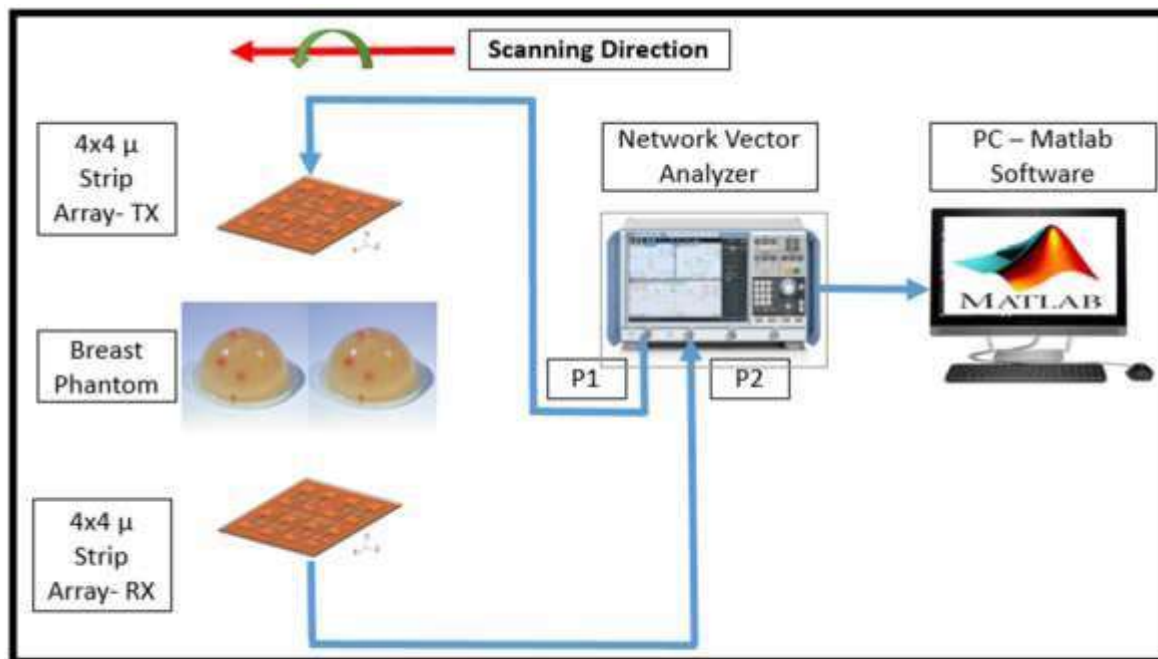 Scanning Direction
4x4 μ
Strip
Array- TX
Network Vector
Analyzer
PC – Matlab
Software
MATLAB
Breast
Phantom
P1
P2
4x4 μ
Strip
Array- RX